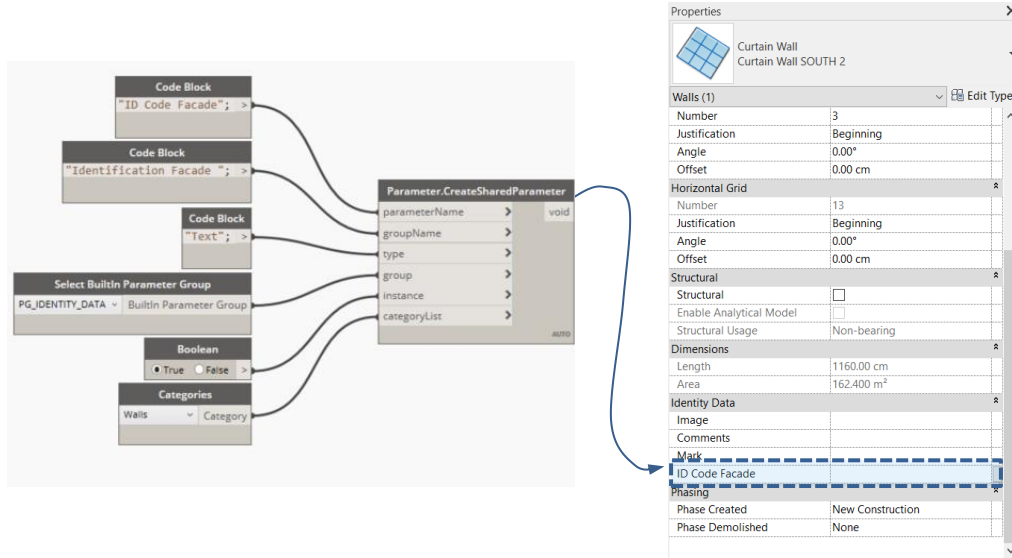 Code Block
"ID Code Facade"; >
Code Block
"Identification Facade "; >
Code Block
"Text"; >
Select BuiltIn Parameter Group
PG_IDENTITY_DATA BuiltIn Parameter Group
Boolean
True False >
Categories
Walls Category
Parameter.CreateSharedParameter
parameterName > void
groupName >
type >
group >
instance >
categoryList >
AUTO
Properties
Curtain Wall
Curtain Wall SOUTH 2
Walls (1) Edit Type
Number 3
Justification Beginning
Angle 0.00°
Offset 0.00 cm
Horizontal Grid
Number 13
Justification Beginning
Angle 0.00°
Offset 0.00 cm
Structural
Structural
Enable Analytical Model
Structural Usage Non-bearing
Dimensions
Length 1160.00 cm
Area 162.400 m²
Identity Data
Image
Comments
Mark
ID Code Facade
Phasing
Phase Created New Construction
Phase Demolished None